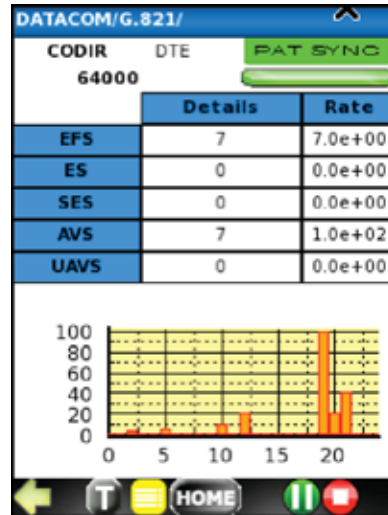 DATACOM/G.821/
CODIR DTE PAT SYNC
64000
Details Rate
EFS 7 7.0e+00
ES 0 0.0e+00
SES 0 0.0e+00
AVS 7 1.0e+02
UAVS 0 0.0e+00
100
80
60
40
20
0
0 5 10 15 20
T HOME